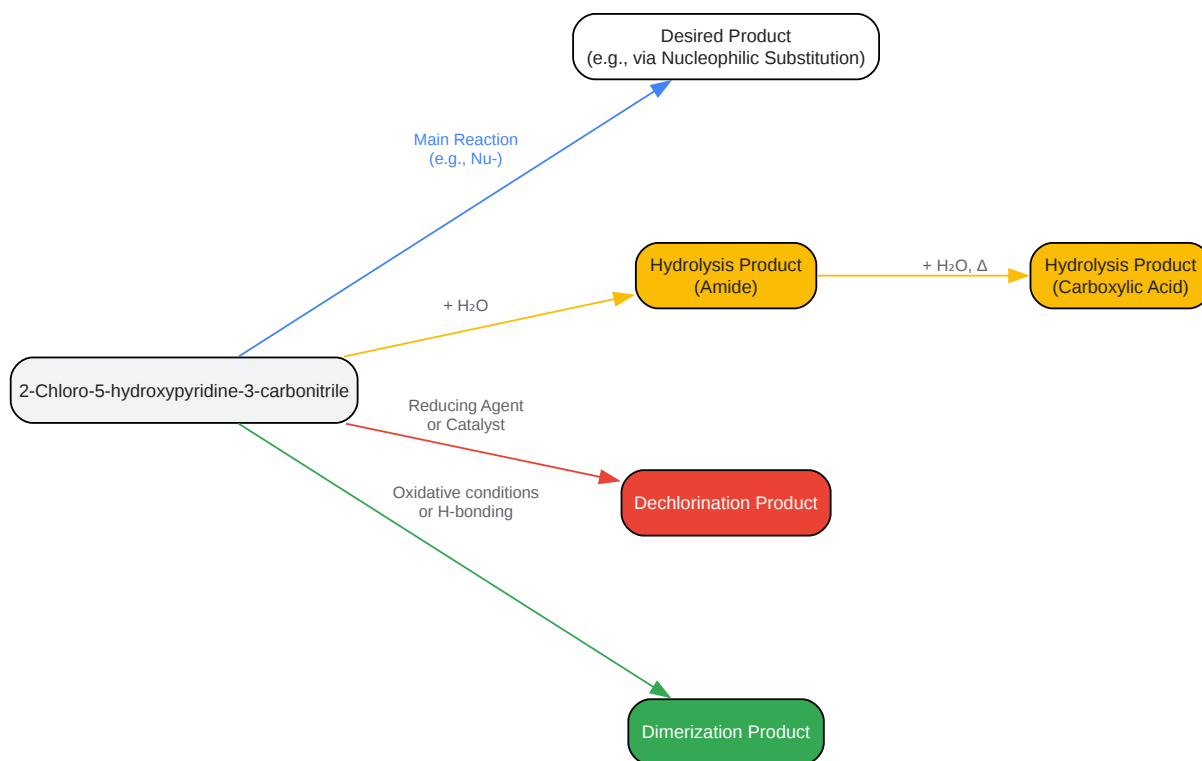 Desired Product
(e.g., via Nucleophilic Substitution)
Main Reaction
(e.g., Nu-)
Hydrolysis Product
(Amide)
+ H₂O, Δ
Hydrolysis Product
(Carboxylic Acid)
+ H₂O
2-Chloro-5-hydroxypyridine-3-carbonitrile
Reducing Agent
or Catalyst
Dechlorination Product
Oxidative conditions
or H-bonding
Dimerization Product